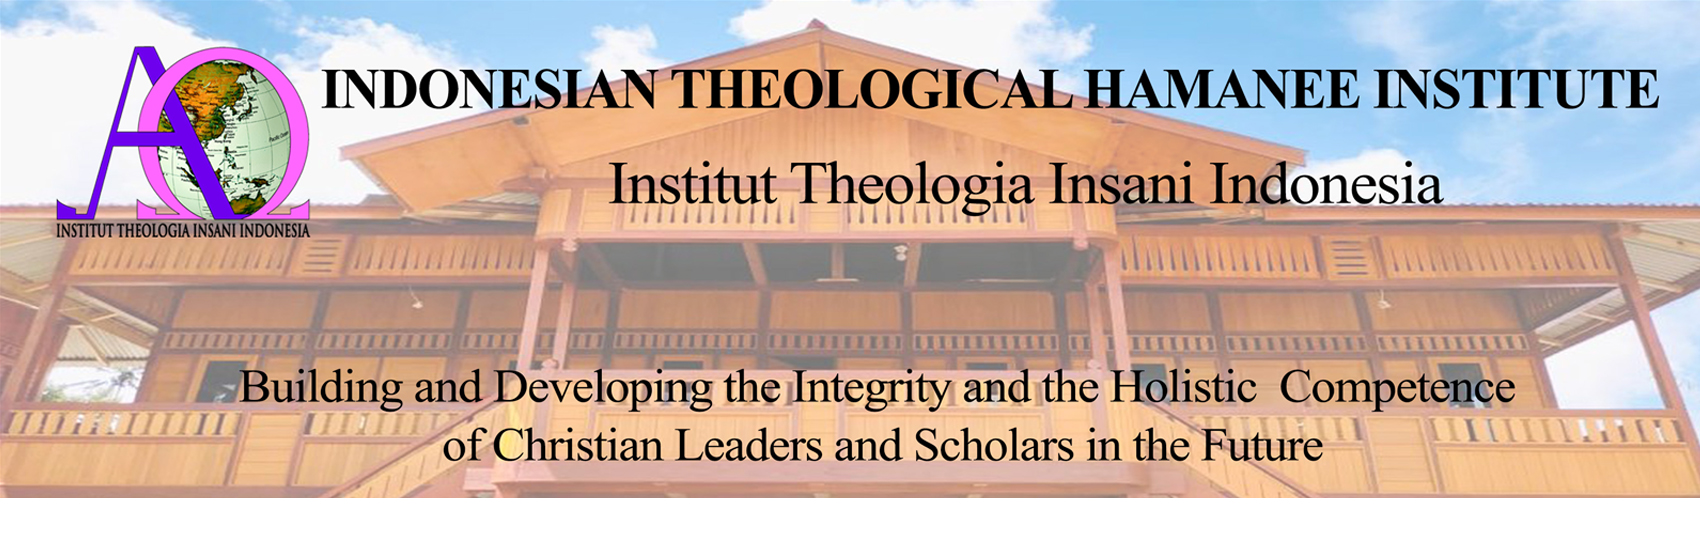 INDONESIAN THEOLOGICAL HAMANEE INSTITUTE
Institut Theologia Insani Indonesia
INSTITUT THEOLOGIA INSANI INDONESIA
Building and Developing the Integrity and the Holistic Competence
of Christian Leaders and Scholars in the Future